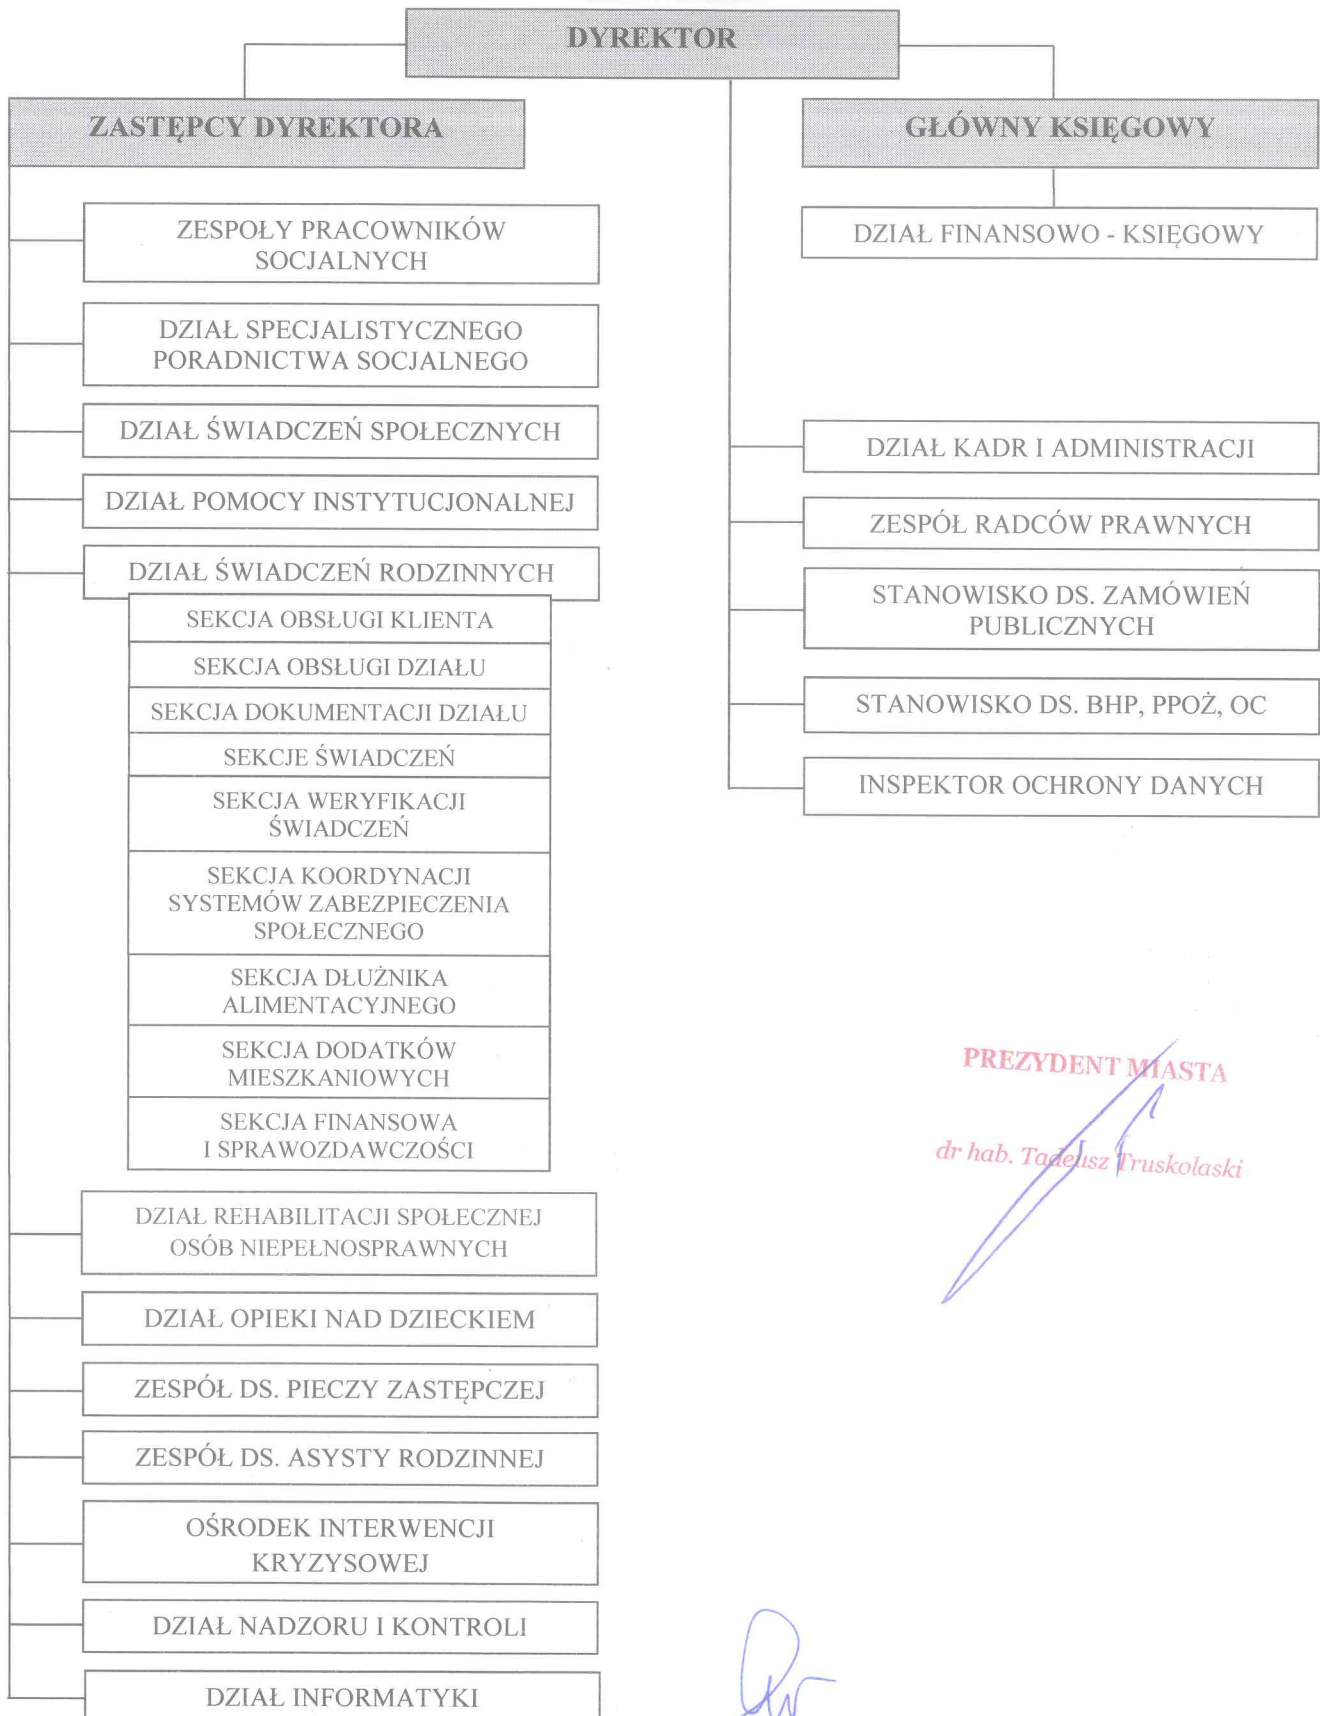 DYREKTOR
ZASTĘPCY DYREKTORA
ZESPOŁY PRACOWNIKÓW
SOCJALNYCH
DZIAŁ SPECJALISTYCZNEGO
PORADNICTWA SOCJALNEGO
DZIAŁ ŚWIADCZEŃ SPOŁECZNYCH
DZIAŁ POMOCY INSTYTUCJONALNEJ
DZIAŁ ŚWIADCZEŃ RODZINNYCH
SEKCJA OBSŁUGI KLIENTA
SEKCJA OBSŁUGI DZIAŁU
SEKCJA DOKUMENTACJI DZIAŁU
SEKCJE ŚWIADCZEŃ
SEKCJA WERYFIKACJI
ŚWIADCZEŃ
SEKCJA KOORDYNACJI
SYSTEMÓW ZABEZPIECZENIA
SPOŁECZNEGO
SEKCJA DŁUŻNIKA
ALIMENTACYJNEGO
SEKCJA DODATKÓW
MIESZKANIOWYCH
SEKCJA FINANSOWA
I SPRAWOZDAWCZOŚCI
DZIAŁ REHABILITACJI SPOŁECZNEJ
OSÓB NIEPEŁNOSPRAWNYCH
DZIAŁ OPIEKI NAD DZIECKIEM
ZESPÓŁ DS. PIECZY ZASTĘPCZEJ
ZESPÓŁ DS. ASYSTY RODZINNEJ
OŚRODEK INTERWENCJI
KRYZYSOWEJ
DZIAŁ NADZORU I KONTROLI
DZIAŁ INFORMATYKI
GŁÓWNY KSIĘGOWY
DZIAŁ FINANSOWO - KSIĘGOWY
DZIAŁ KADR I ADMINISTRACJI
ZESPÓŁ RADCÓW PRAWNYCH
STANOWISKO DS. ZAMÓWIEŃ
PUBLICZNYCH
STANOWISKO DS. BHP, PPOŻ, OC
INSPEKTOR OCHRONY DANYCH
PREZYDENT MIASTA
dr hab. Tadeusz Truskolaski